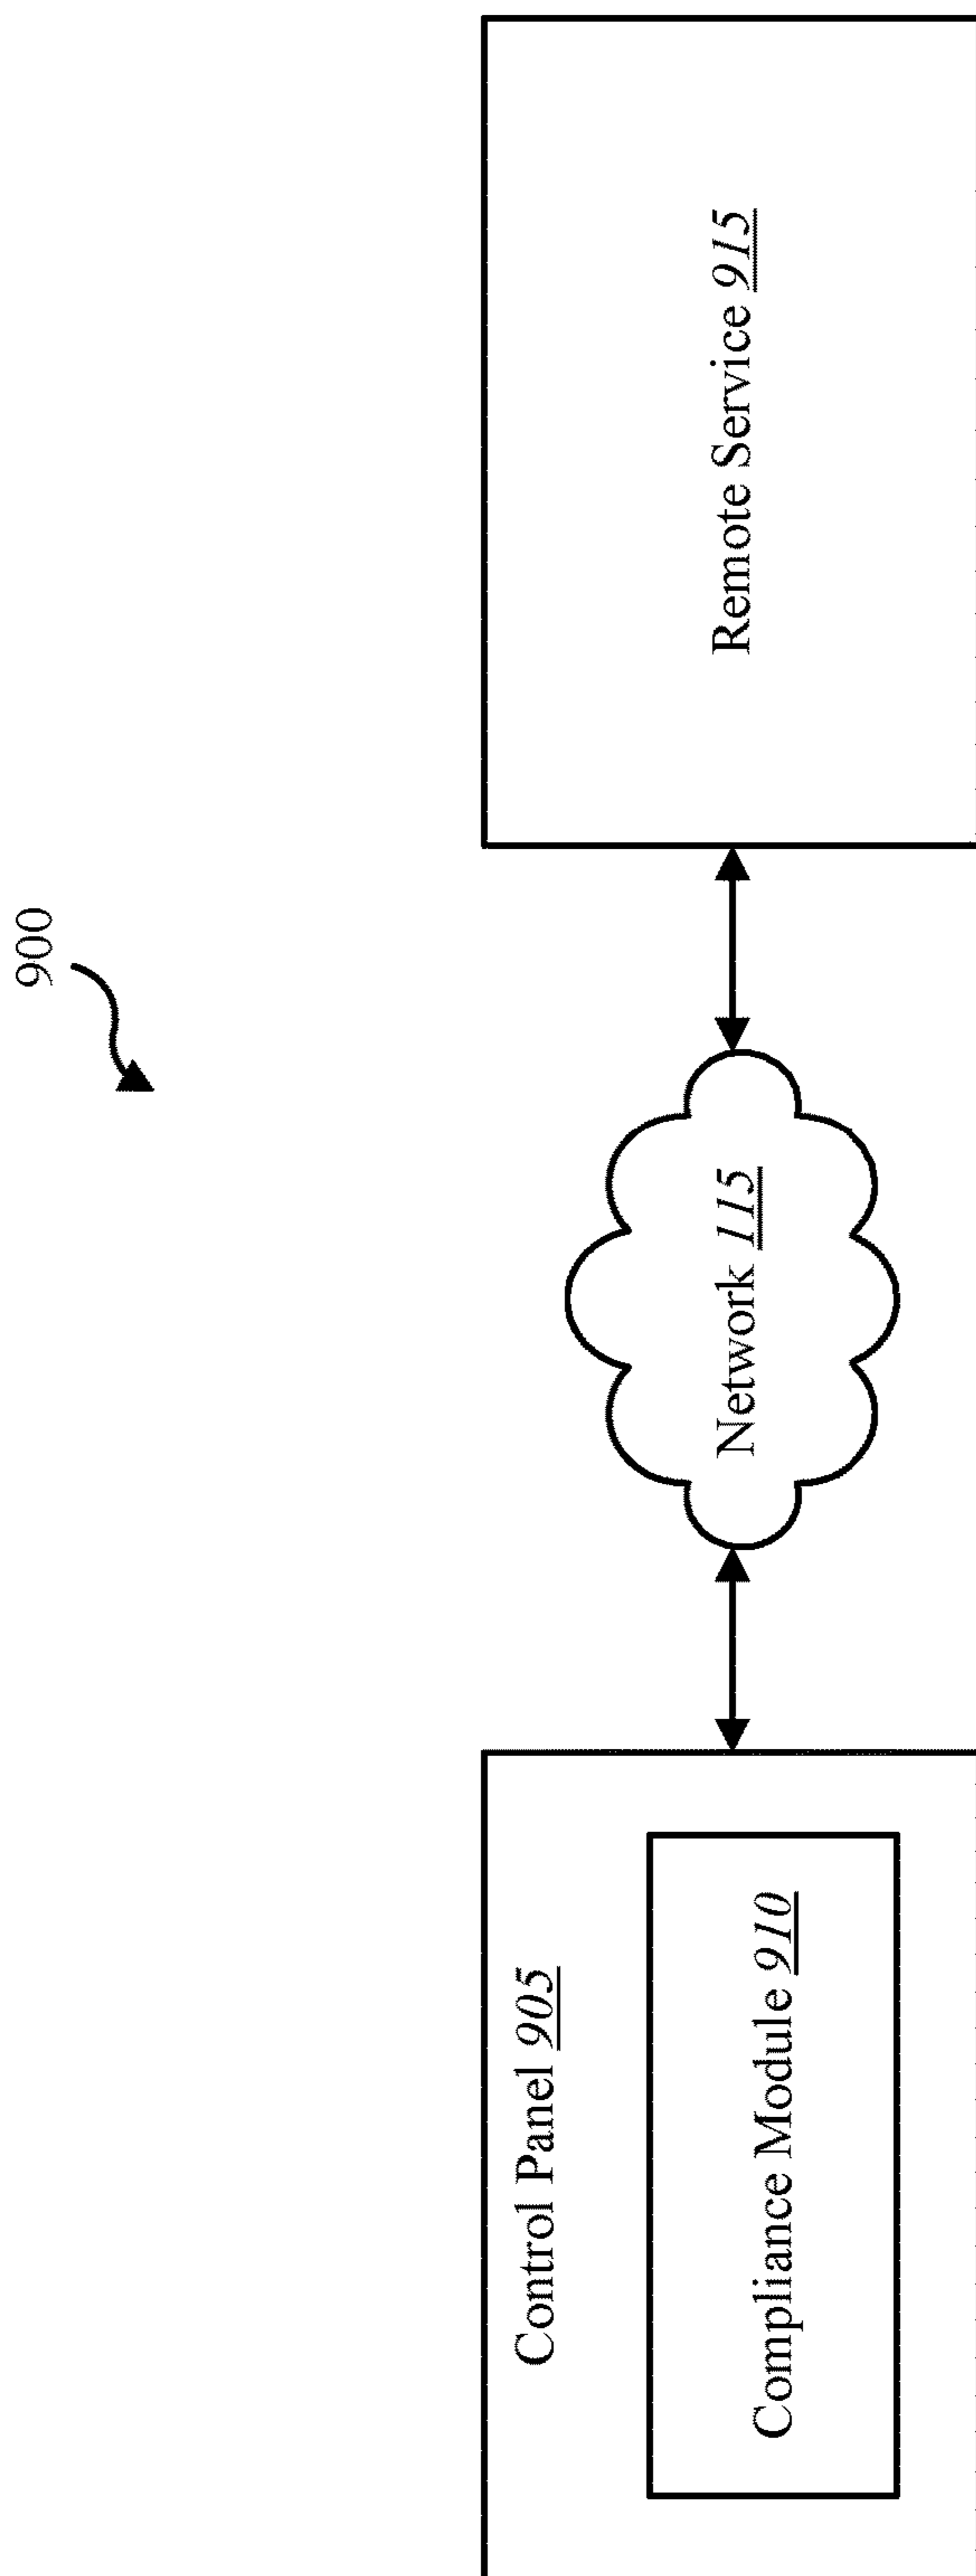 900
Control Panel 905
Compliance Module 910
Network 115
Remote Service 915